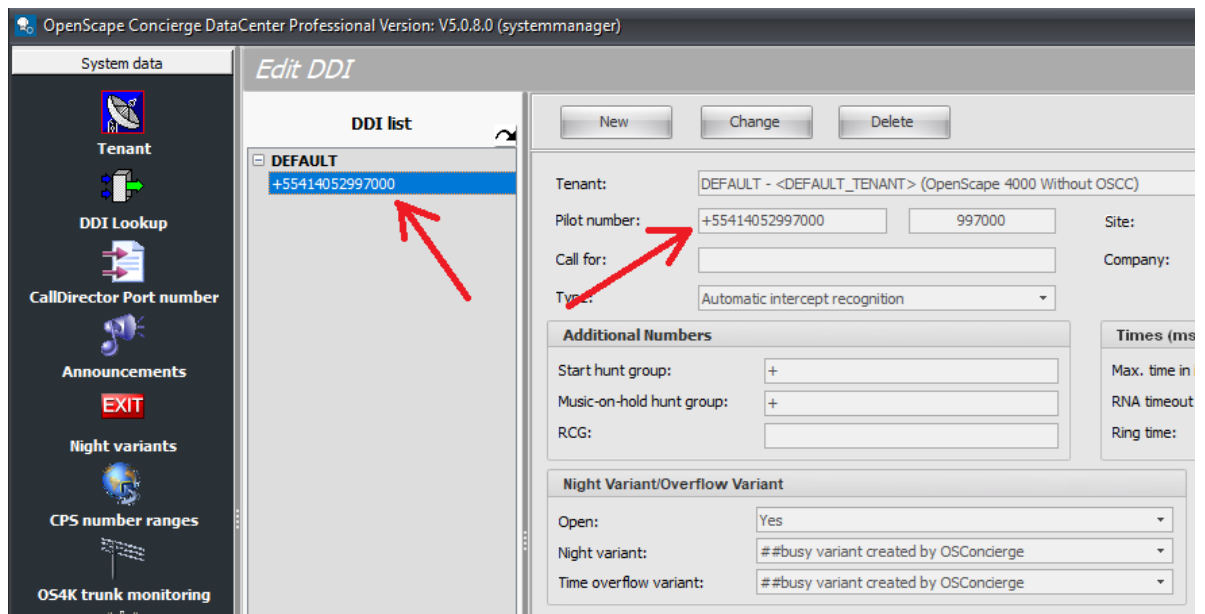 OpenScape Concierge DataCenter Professional Version: V5.0.8.0 (systemmanager)
System data
Tenant
DDI Lookup
CallDirector Port number
Announcements
EXIT
Night variants
CPS number ranges
OS4K trunk monitoring
Edit DDI
DDI list
DEFAULT
+55414052997000
New Change Delete
Tenant: DEFAULT - <DEFAULT_TENANT> (OpenScape 4000 Without OSCC)
Pilot number: +55414052997000 997000 Site:
Call for: Company:
Type: Automatic intercept recognition
Additional Numbers Times (ms
Start hunt group: + Max. time in
Music-on-hold hunt group: + RNA timeout
RCG: Ring time:
Night Variant/Overflow Variant
Open: Yes
Night variant: ##busy variant created by OSConcierge
Time overflow variant: ##busy variant created by OSConcierge